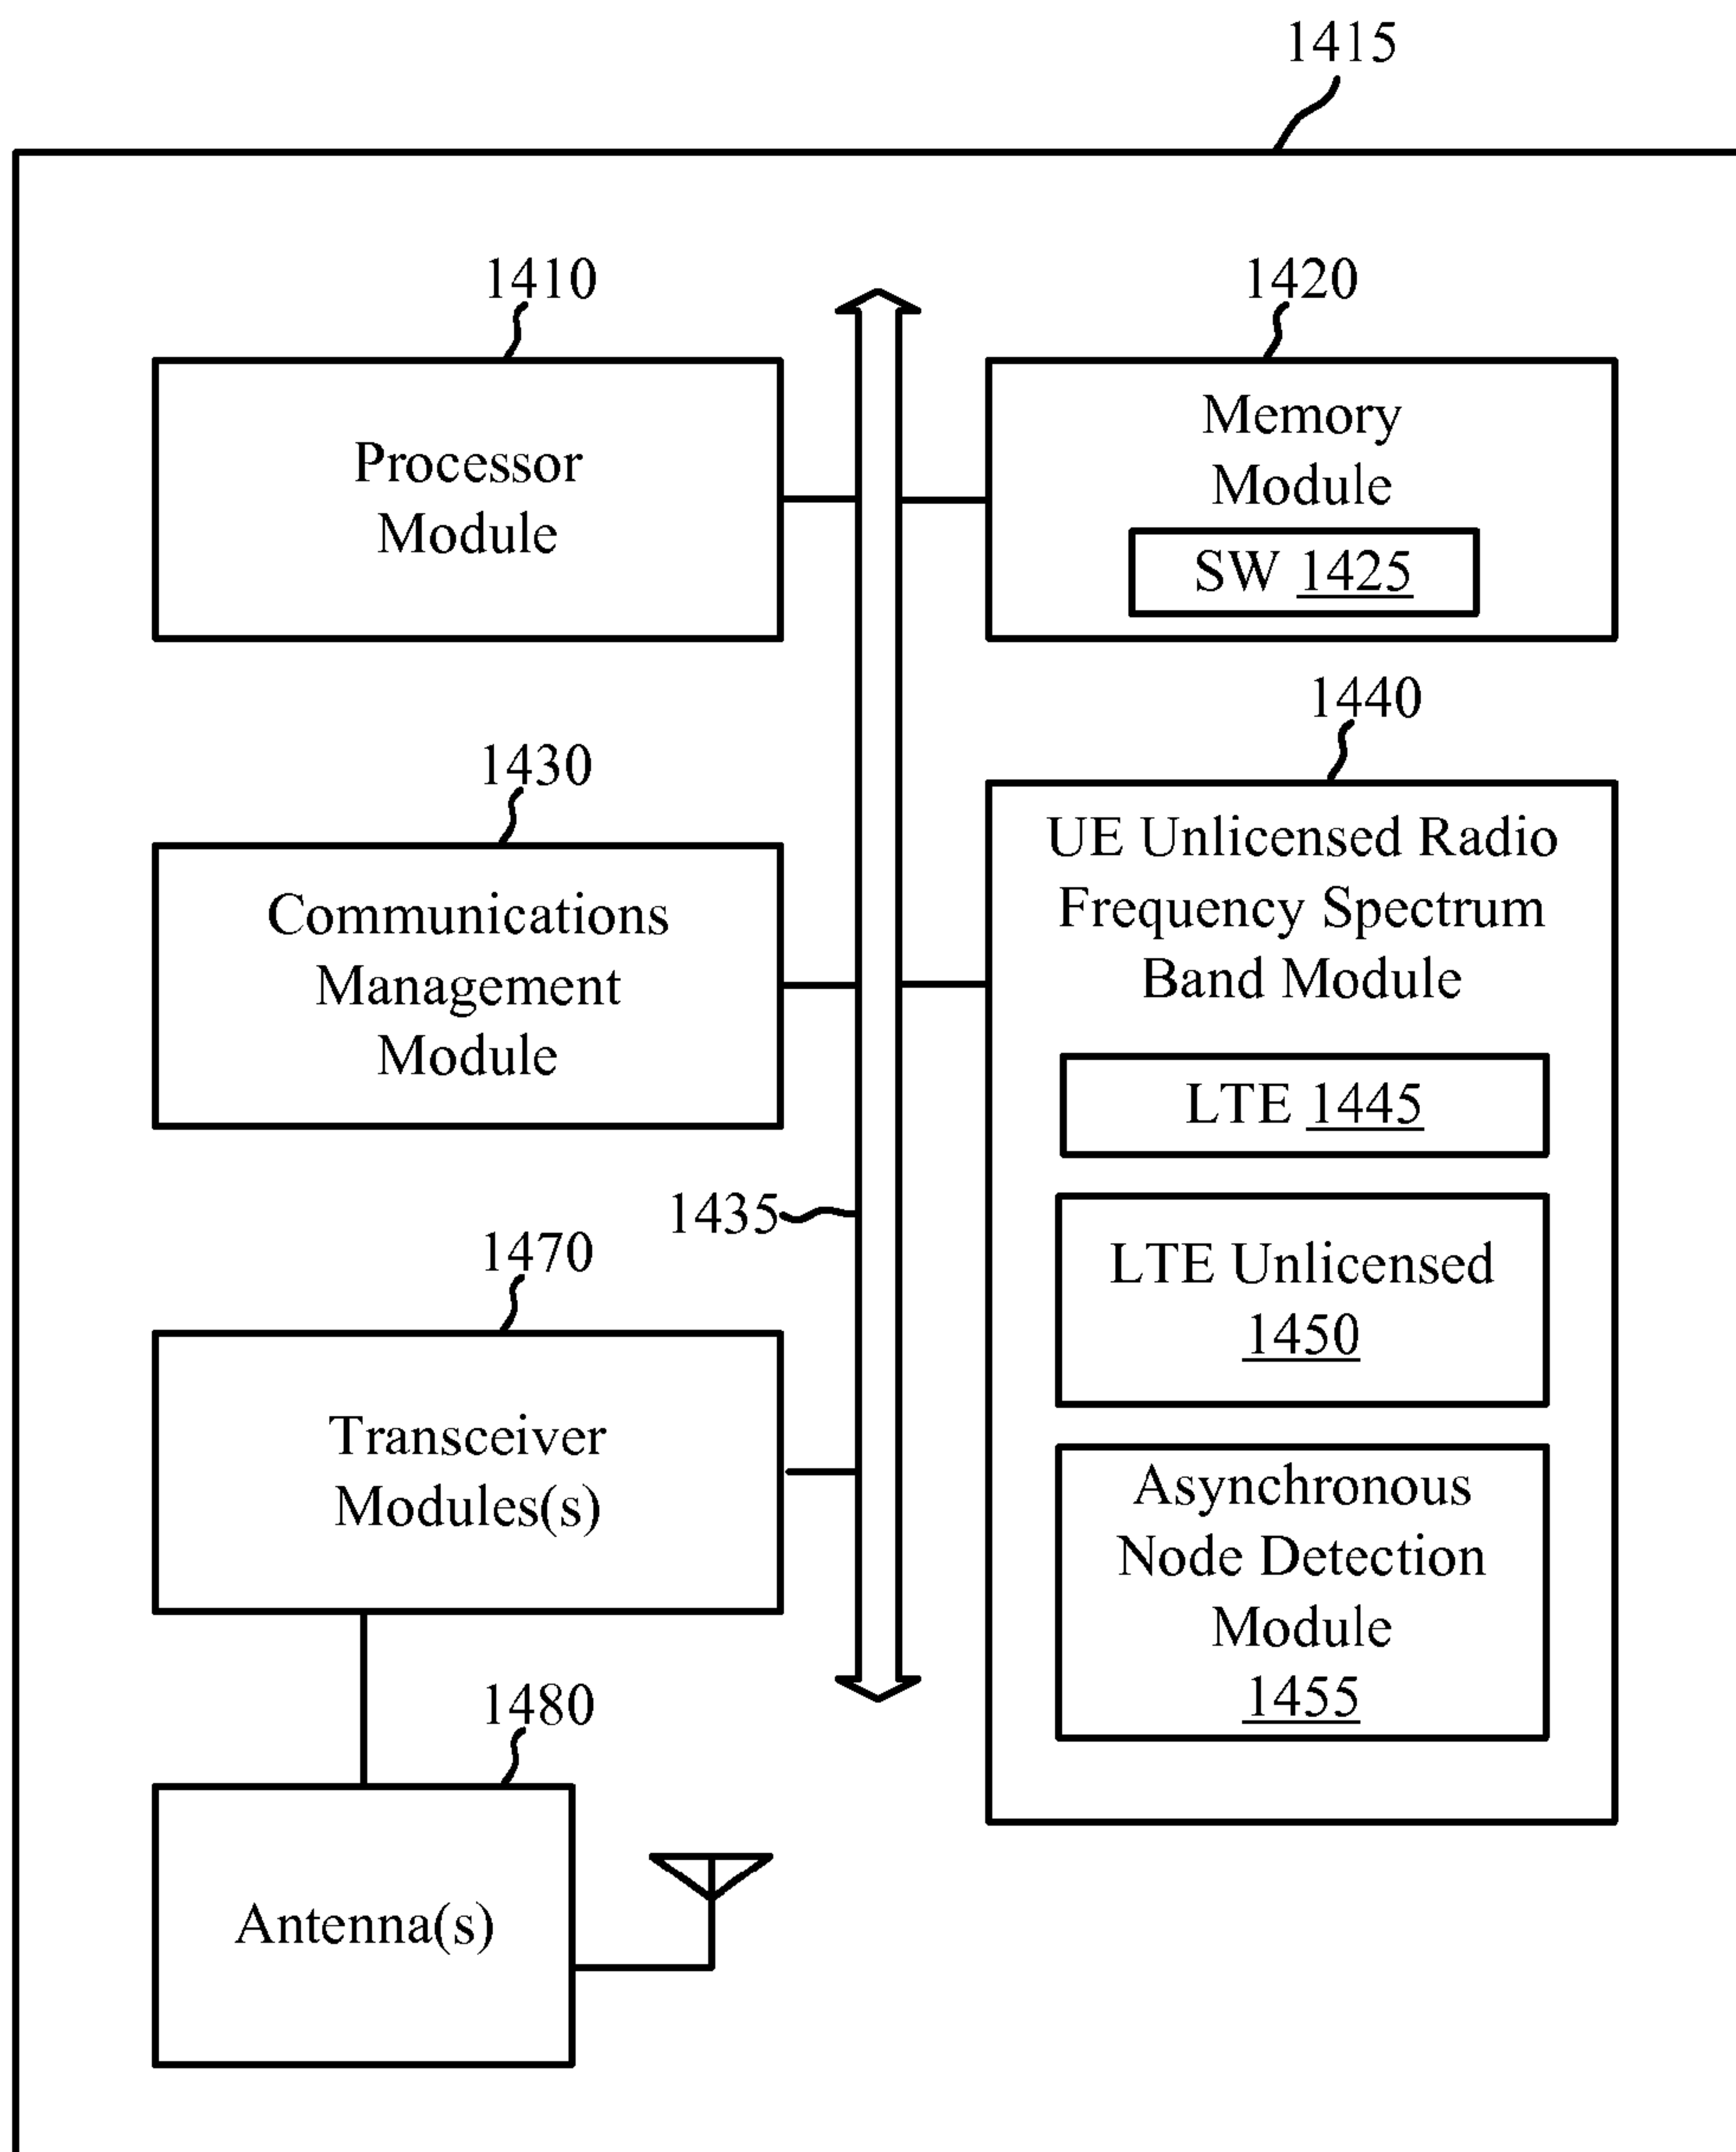 1415
1410
Processor
Module
1420
Memory
Module
SW 1425
1430
Communications
Management
Module
1440
UE Unlicensed Radio
Frequency Spectrum
Band Module
LTE 1445
LTE Unlicensed
1450
Asynchronous
Node Detection
Module
1455
1435
1470
Transceiver
Modules(s)
1480
Antenna(s)